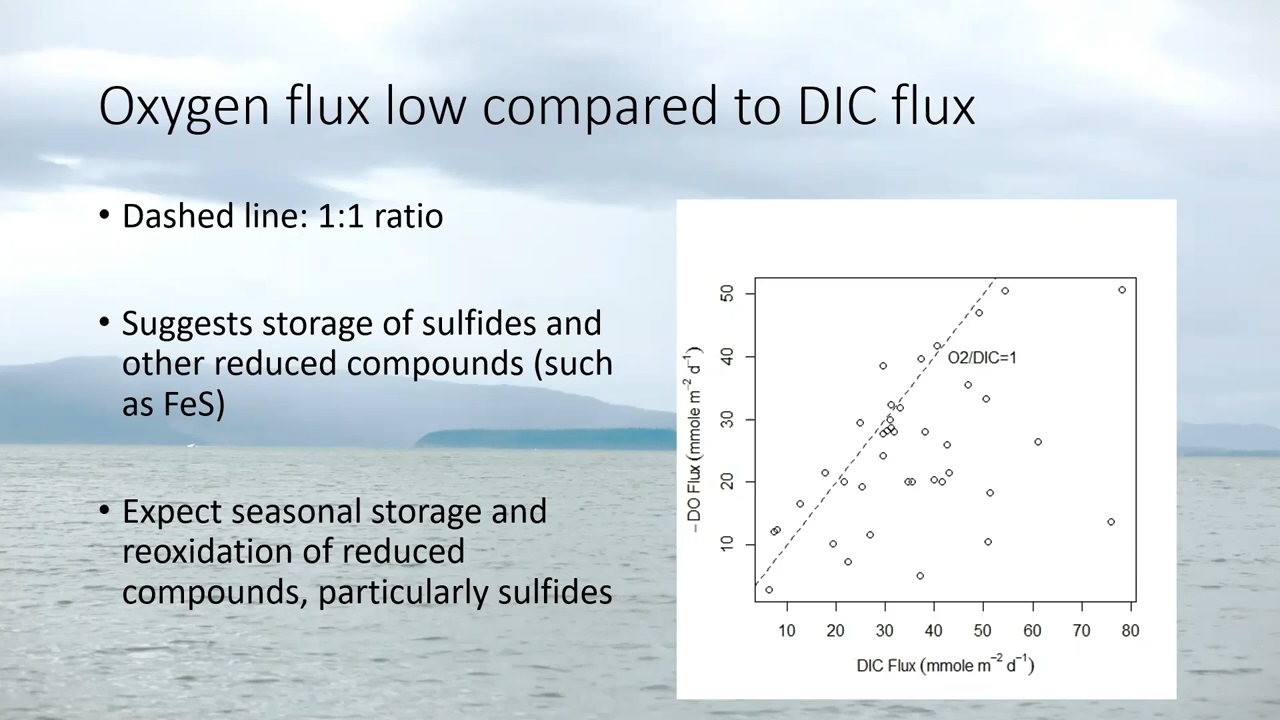 Oxygen flux low compared to DIC flux
• Dashed line: 1:1 ratio
• Suggests storage of sulfides and
other reduced compounds (such
as FeS)
• Expect seasonal storage and
reoxidation of reduced
compounds, particularly sulfides
50
40
30
20
10
−DO Flux (mmole m⁻² d⁻¹)
O2/DIC=1
10 20 30 40 50 60 70 80
DIC Flux (mmole m⁻² d⁻¹)